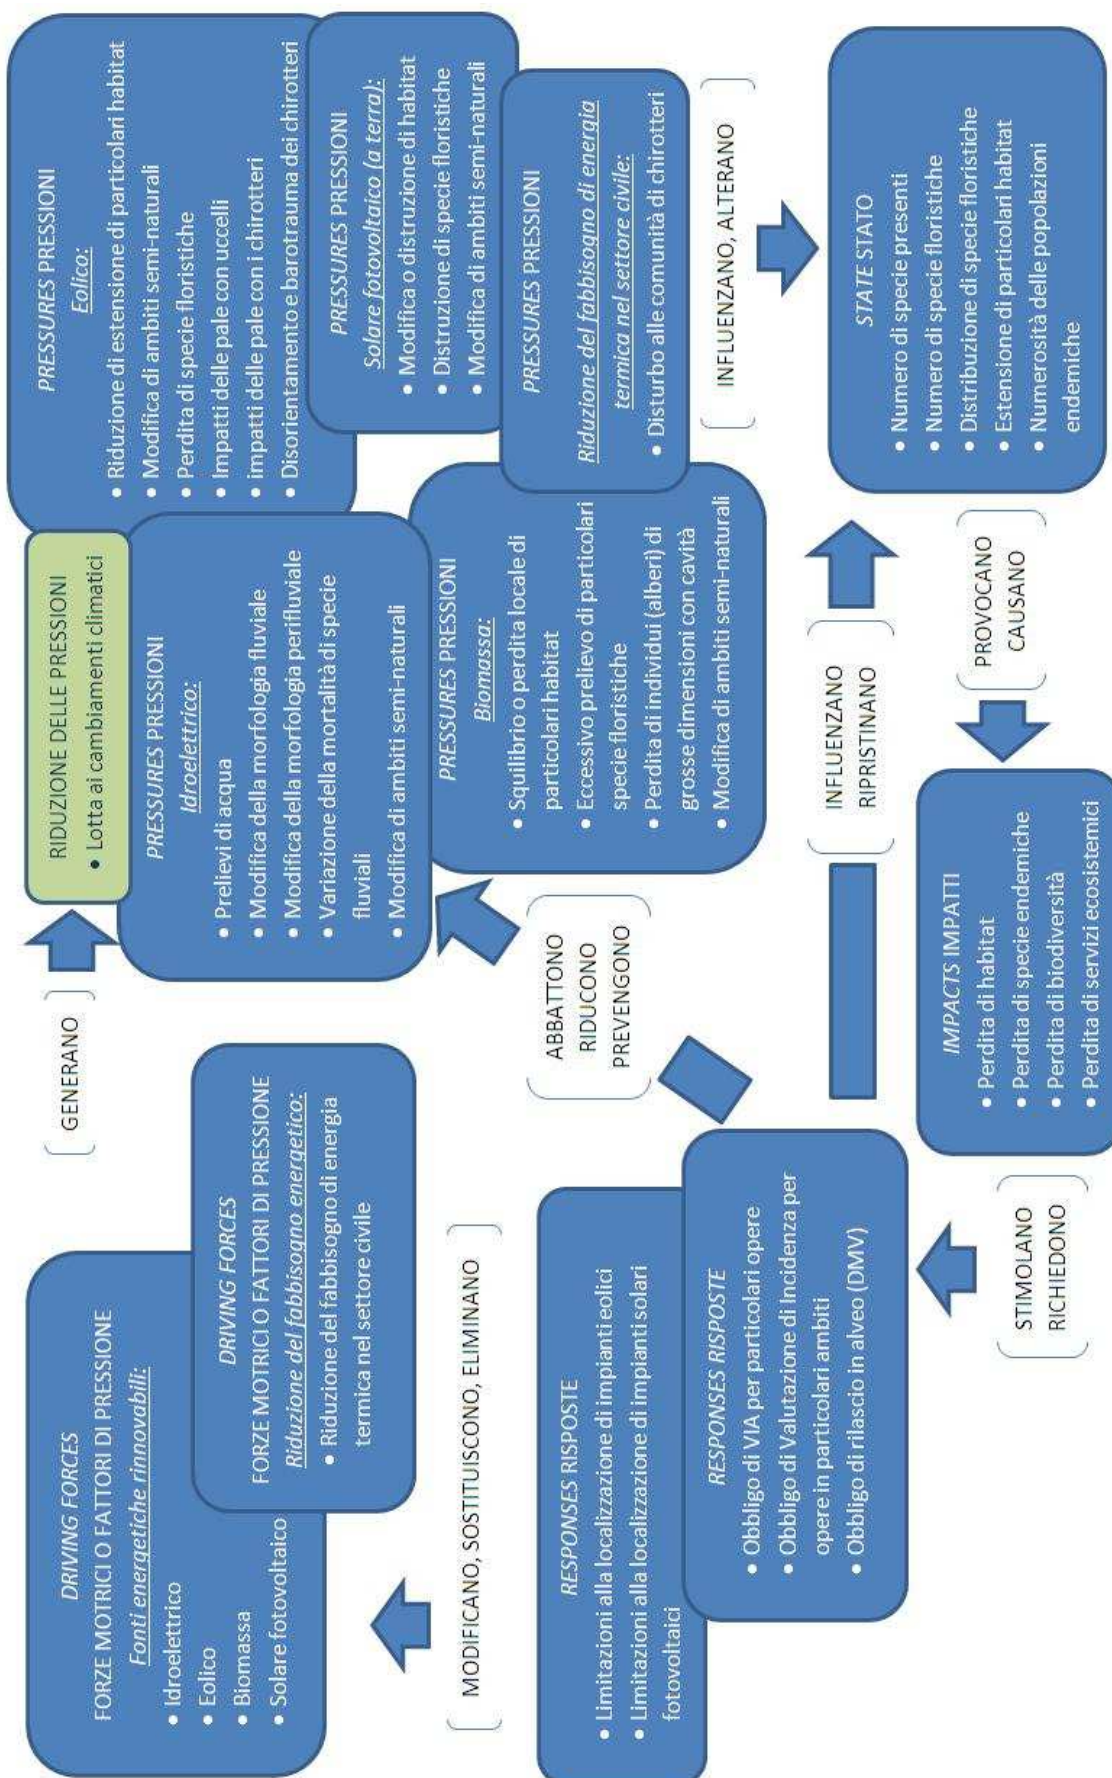 DRIVING FORCES
FORZE MOTRICI O FATTORI DI PRESSIONE
Fonti energetiche rinnovabili:
• Idroelettrico
• Eolico
• Biomassa
• Solare fotovoltaico
DRIVING FORCES
FORZE MOTRICI O FATTORI DI PRESSIONE
Riduzione del fabbisogno energetico:
• Riduzione del fabbisogno di energia
termica nel settore civile
GENERANO
RIDUZIONE DELLE PRESSIONI
• Lotta ai cambiamenti climatici
PRESSURES PRESSIONI
Eolico:
• Riduzione di estensione di particolari habitat
• Modifica di ambiti semi-naturali
• Perdita di specie floristiche
• Impatti delle pale con uccelli
• impatti delle pale con i chirotteri
• Disorientamento e barotrauma dei chirotteri
PRESSURES PRESSIONI
Idroelettrico:
• Prelievi di acqua
• Modifica della morfologia fluviale
• Modifica della morfologia perifluviale
• Variazione della mortalità di specie
fluviali
• Modifica di ambiti semi-naturali
PRESSURES PRESSIONI
Solare fotovoltaico (a terra):
• Modifica o distruzione di habitat
• Distruzione di specie floristiche
• Modifica di ambiti semi-naturali
PRESSURES PRESSIONI
Biomassa:
• Squilibrio o perdita locale di
particolari habitat
• Eccessivo prelievo di particolari
specie floristiche
• Perdita di individui (alberi) di
grosse dimensioni con cavità
• Modifica di ambiti semi-naturali
PRESSURES PRESSIONI
Riduzione del fabbisogno di energia
termica nel settore civile:
• Disturbo alle comunità di chirotteri
MODIFICANO, SOSTITUISCONO, ELIMINANO
ABBATTONO
RIDUCONO
PREVENGONO
INFLUENZANO, ALTERANO
RESPONSES RISPOSTE
• Limitazioni alla localizzazione di impianti eolici
• Limitazioni alla localizzazione di impianti solari
fotovoltaici
RESPONSES RISPOSTE
• Obbligo di VIA per particolari opere
• Obbligo di Valutazione di Incidenza per
opere in particolari ambiti
• Obbligo di rilascio in alveo (DMV)
INFLUENZANO
RIPRISTINANO
STATE STATO
• Numero di specie presenti
• Numero di specie floristiche
• Distribuzione di specie floristiche
• Estensione di particolari habitat
• Numerosità delle popolazioni
endemiche
STIMOLANO
RICHIEDONO
IMPACTS IMPATTI
• Perdita di habitat
• Perdita di specie endemiche
• Perdita di biodiversità
• Perdita di servizi ecosistemici
PROVOCANO
CAUSANO